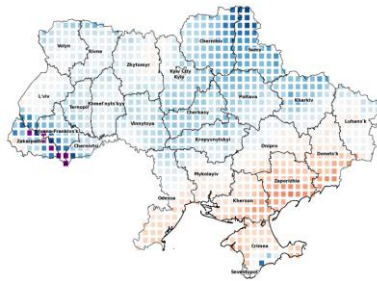 Volyn
Rivne
Zhytomyr
Chernihiv
Sumy
Kyiv City
Kyiv
L'viv
Ternopil
Khmel'nyts'kyy
Poltava
Kharkiv
Cherkasy
Luhans'k
Ivano-Frankivs'k
Vinnytsya
Zakarpattia
Chernivtsi
Kropyvnytskyi
Dnipro
Donets'k
Zaporizhia
Mykolayiv
Odessa
Kherson
Crimea
Sevastopol